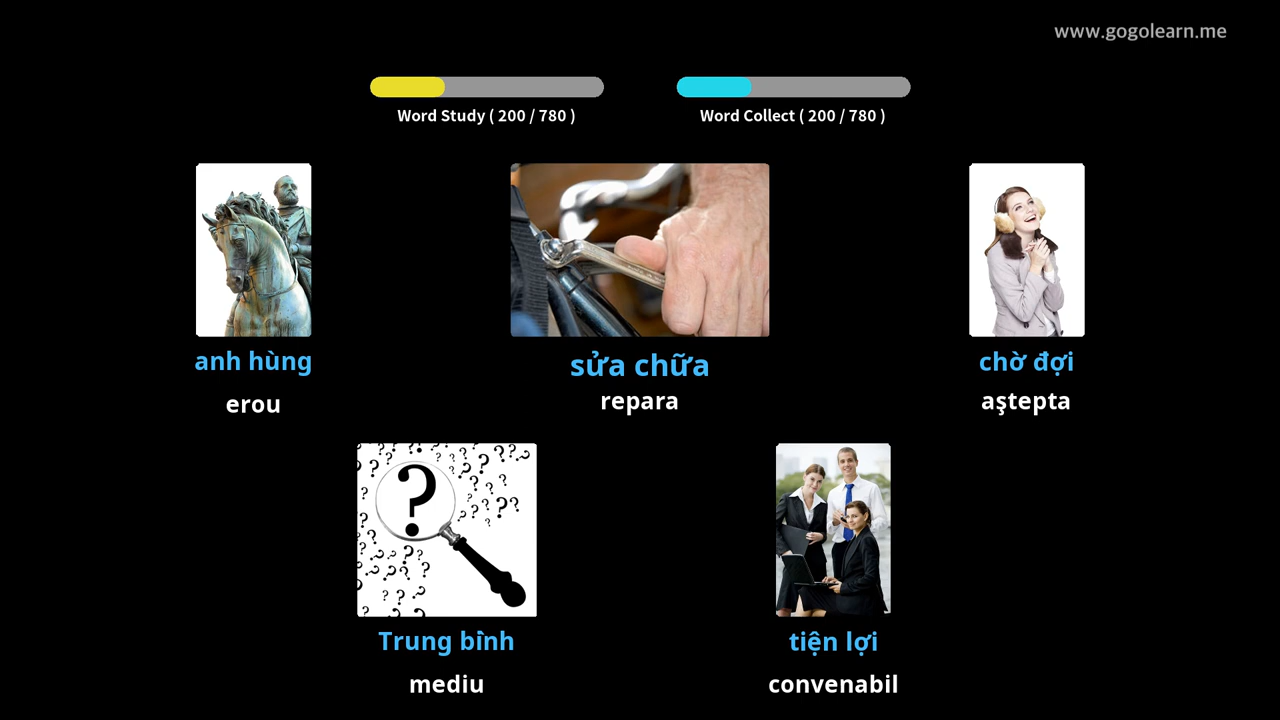 www.gogolearn.me
Word Study ( 200 / 780 )
Word Collect ( 200 / 780 )
anh hùng
erou
sửa chữa
repara
chờ đợi
aştepta
Trung bình
mediu
tiện lợi
convenabil